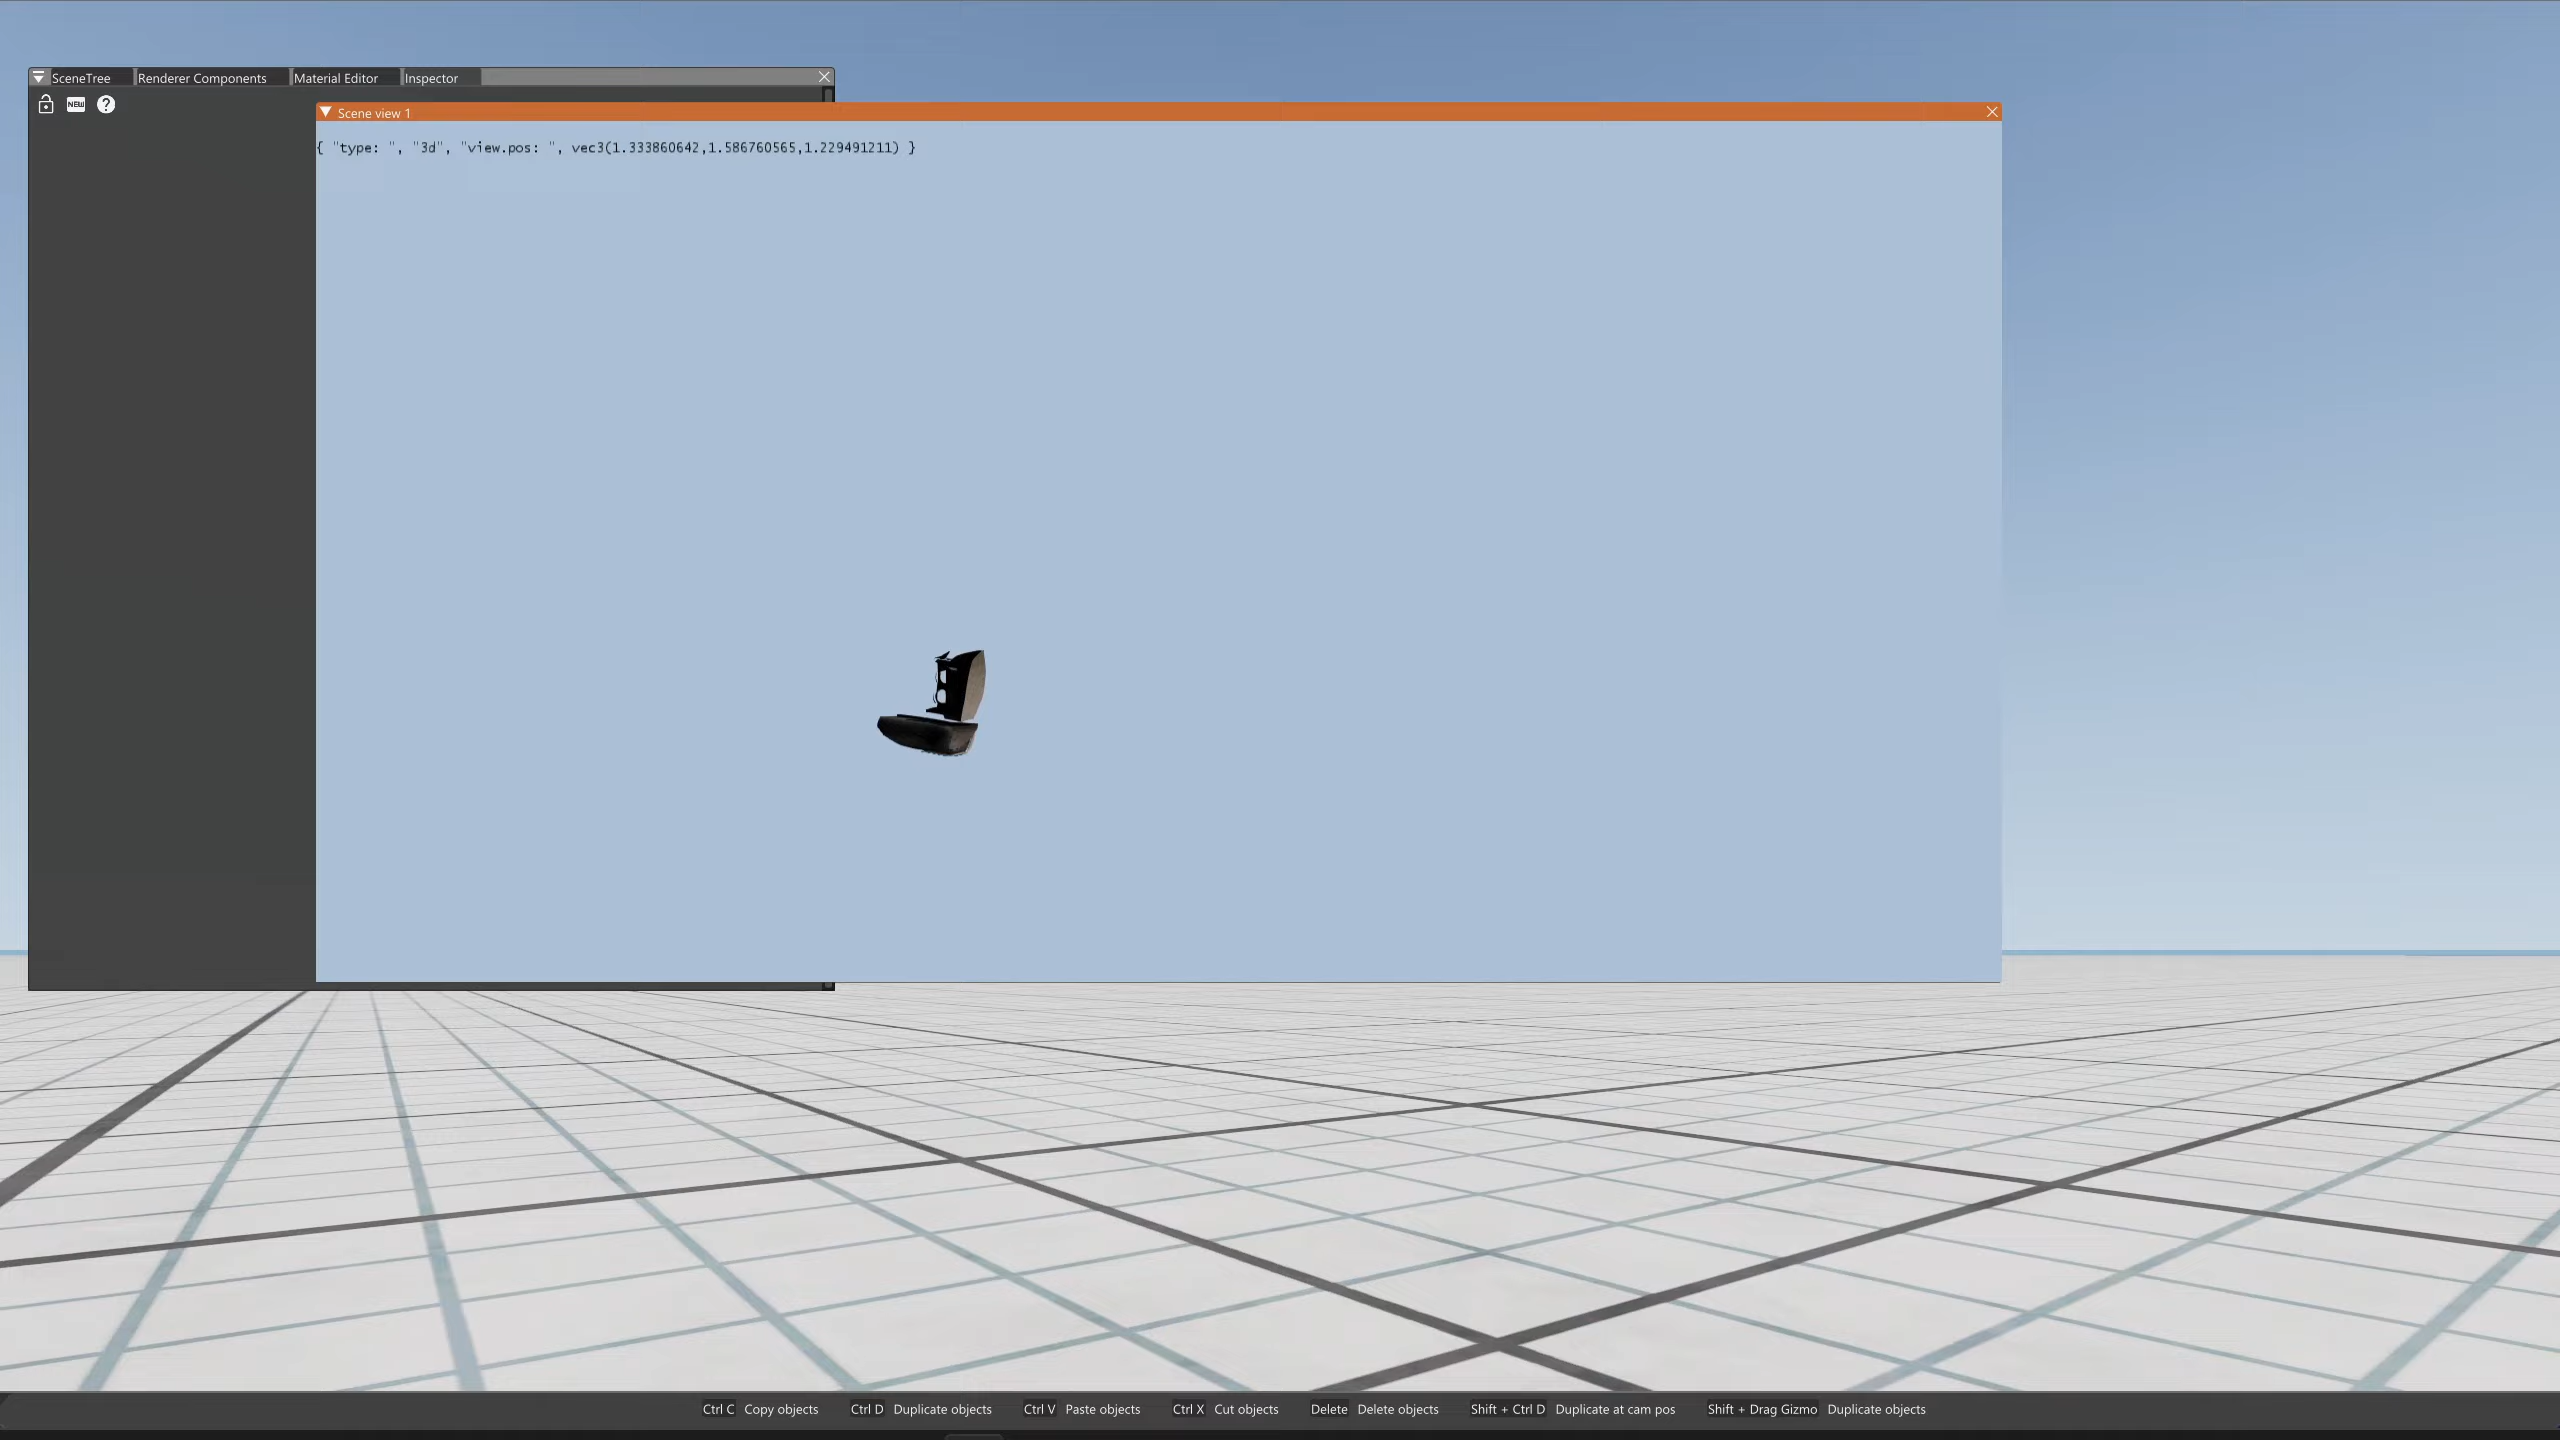 SceneTree Renderer Components Material Editor Inspector
NEW ?
Scene view 1
{ "type: ", "3d", "view.pos: ", vec3(1.333860642,1.586760565,1.229491211) }
Ctrl C Copy objects Ctrl D Duplicate objects Ctrl V Paste objects Ctrl X Cut objects Delete Delete objects Shift + Ctrl D Duplicate at cam pos Shift + Drag Gizmo Duplicate objects